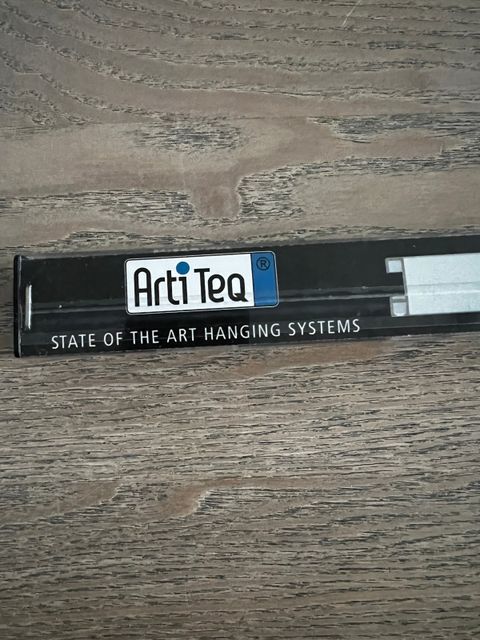 Arti Teq ®
STATE OF THE ART HANGING SYSTEMS